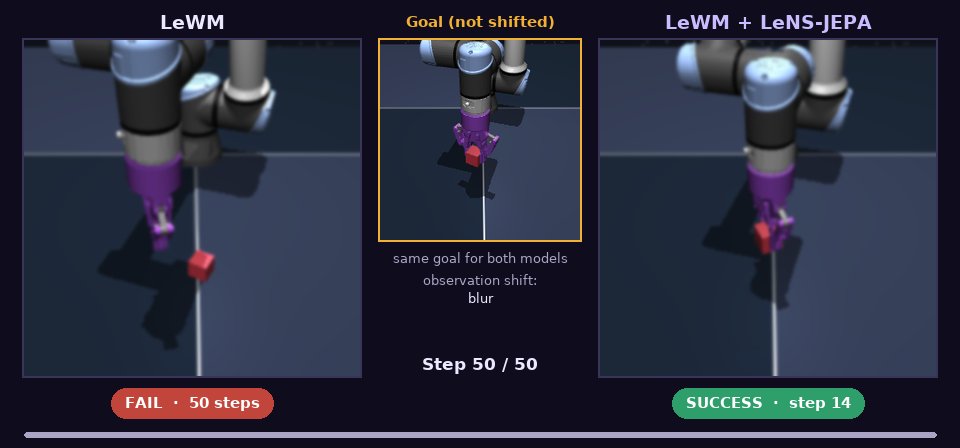 LeWM
Goal (not shifted)
LeWM + LeNS-JEPA
same goal for both models
observation shift:
blur
Step 50 / 50
FAIL · 50 steps
SUCCESS · step 14